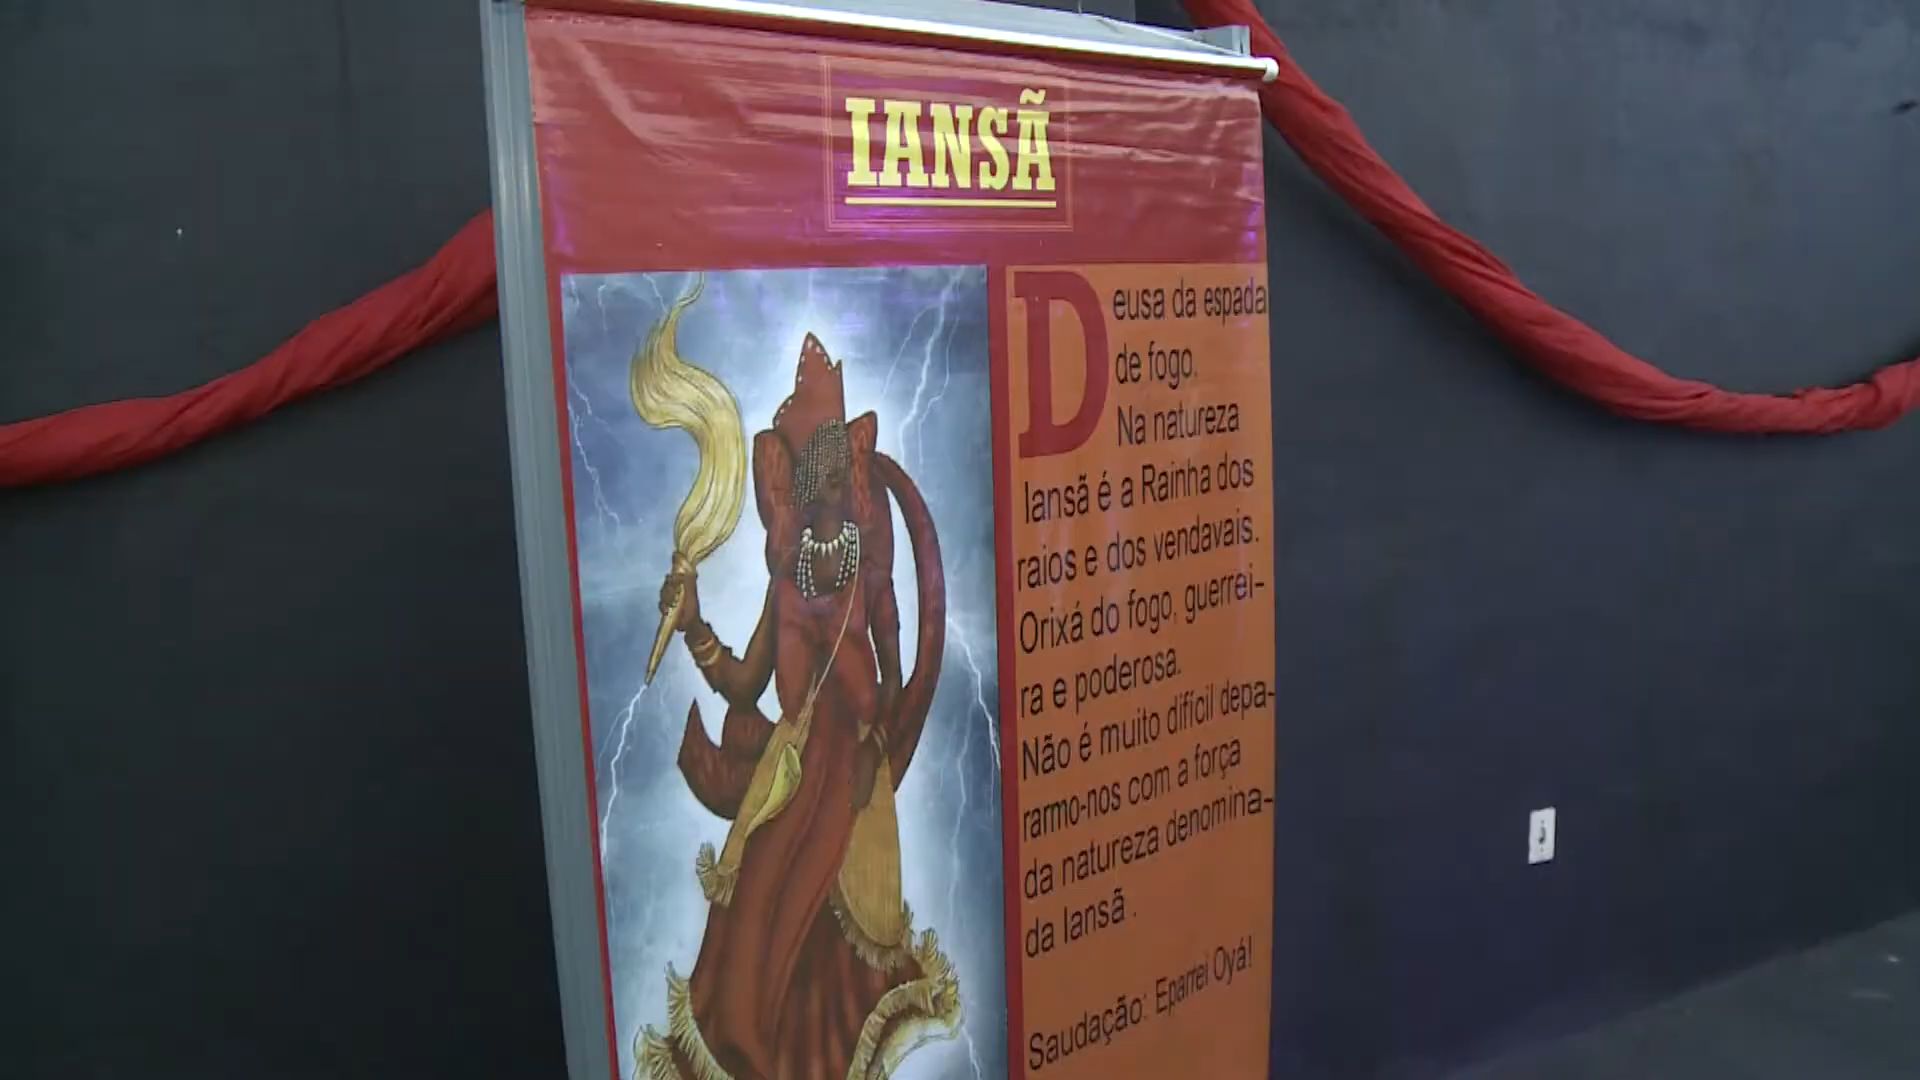 IANSÃ
Deusa da espada
de fogo.
Na natureza
Iansã é a Rainha dos
raios e dos vendavais.
Orixá do fogo, guerrei-
ra e poderosa.
Não é muito difícil depa-
rarmo-nos com a força
da natureza denomina-
da Iansã .
Saudação: Eparrei Oyá!